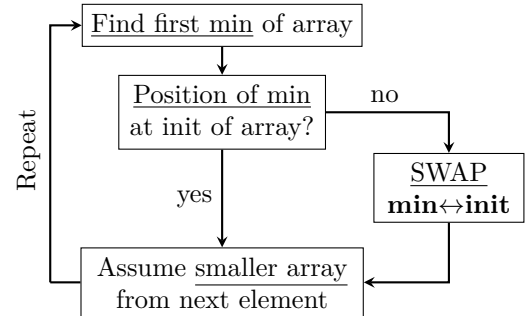 Find first min of array
Position of min
at init of array?
no
Repeat
yes
SWAP
min↔init
Assume smaller array
from next element